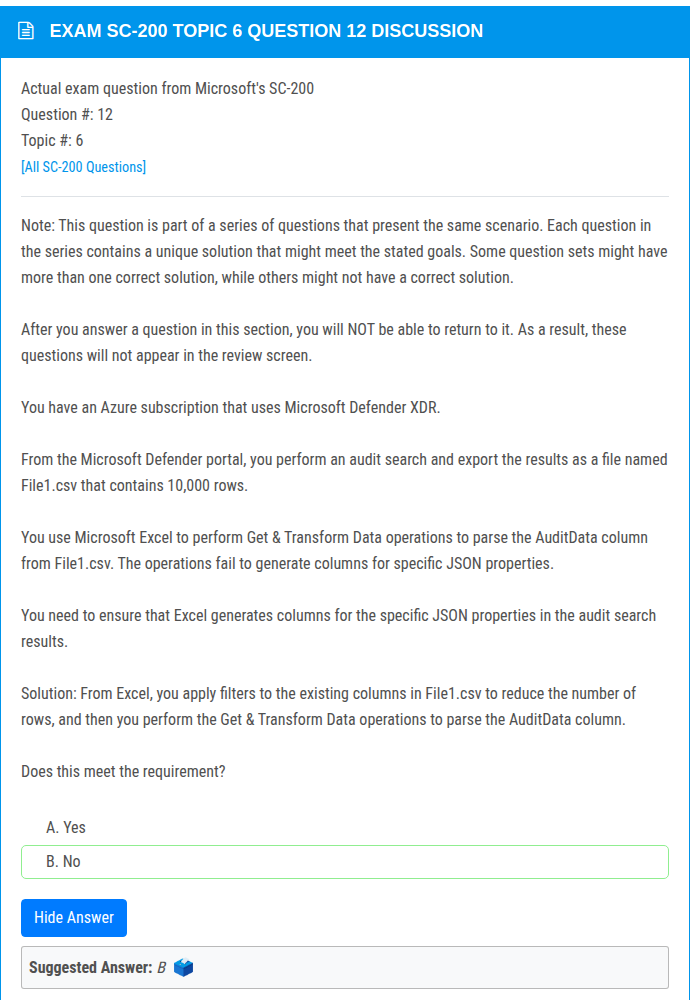 EXAM SC-200 TOPIC 6 QUESTION 12 DISCUSSION
Actual exam question from Microsoft's SC-200
Question #: 12
Topic #: 6
[All SC-200 Questions]
Note: This question is part of a series of questions that present the same scenario. Each question in
the series contains a unique solution that might meet the stated goals. Some question sets might have
more than one correct solution, while others might not have a correct solution.
After you answer a question in this section, you will NOT be able to return to it. As a result, these
questions will not appear in the review screen.
You have an Azure subscription that uses Microsoft Defender XDR.
From the Microsoft Defender portal, you perform an audit search and export the results as a file named
File1.csv that contains 10,000 rows.
You use Microsoft Excel to perform Get & Transform Data operations to parse the AuditData column
from File1.csv. The operations fail to generate columns for specific JSON properties.
You need to ensure that Excel generates columns for the specific JSON properties in the audit search
results.
Solution: From Excel, you apply filters to the existing columns in File1.csv to reduce the number of
rows, and then you perform the Get & Transform Data operations to parse the AuditData column.
Does this meet the requirement?
A. Yes
B. No
Hide Answer
Suggested Answer: B